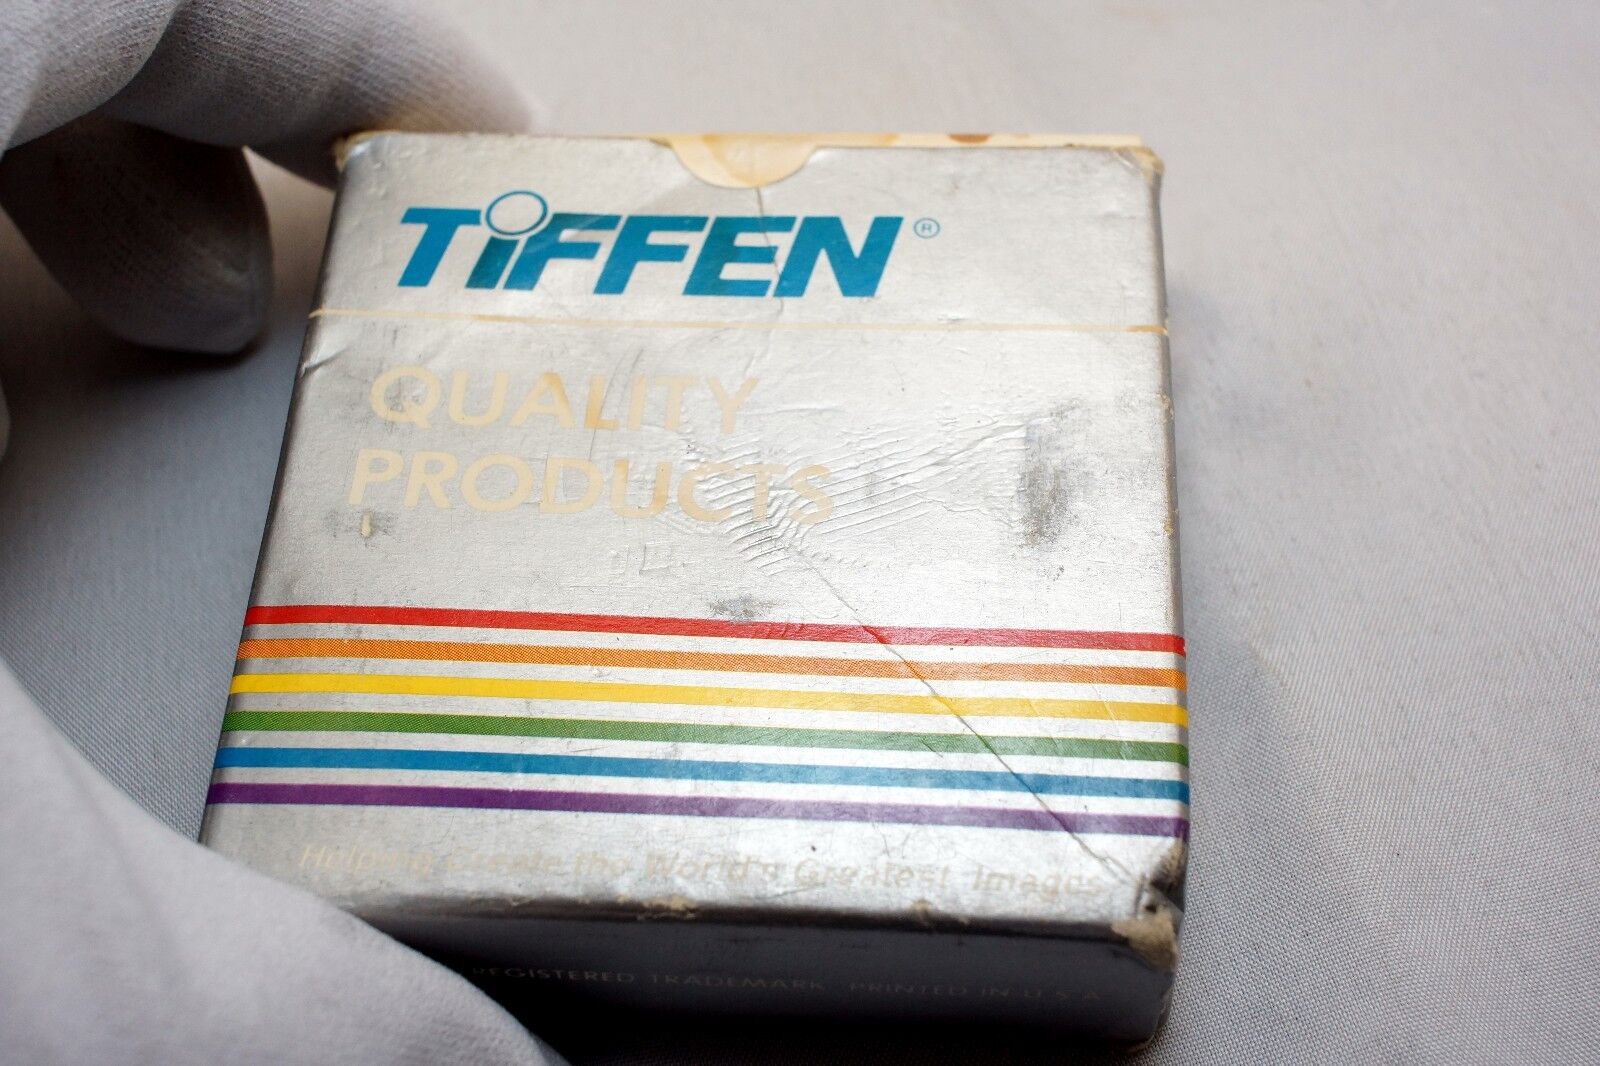 TiFFEN®
QUALITY
PRODUCTS
Helping Create the World's Greatest Images
REGISTERED TRADEMARK PRINTED IN U.S.A.